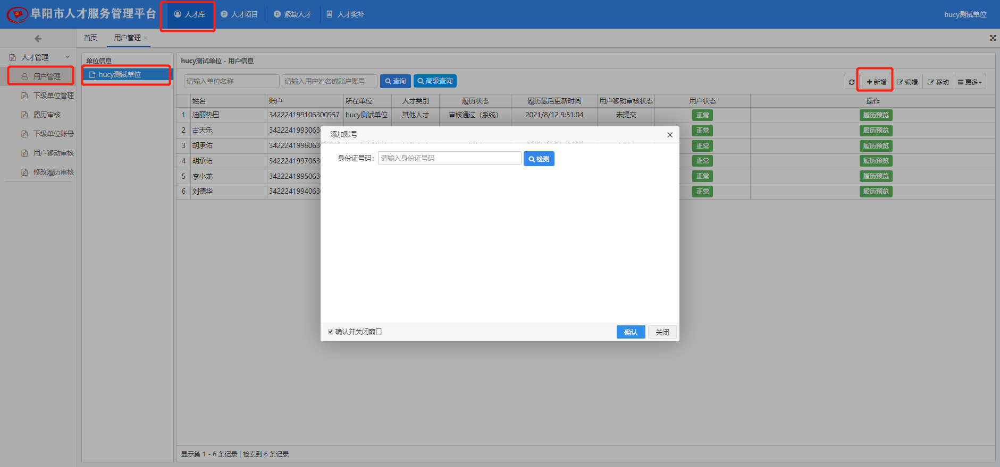 阜阳市人才服务管理平台 人才库 人才项目 紧缺人才 人才奖补 hucy测试单位
首页 用户管理
人才管理
用户管理
下级单位管理
履历审核
下级单位账号
用户移动审核
修改履历审核
单位信息
hucy测试单位
hucy测试单位 - 用户信息
请输入单位名称 请输入用户姓名或账户账号 查询 高级查询 新增 编辑 移动 更多
姓名 账户 所在单位 人才类别 履历状态 履历最后更新时间 用户移动审核状态 用户状态 操作
1 迪丽热巴 342224199106300957 hucy测试单位 其他人才 审核通过（系统） 2021/8/12 9:51:04 未提交 正常 履历预览
2 古天乐 34222419930630 正常 履历预览
3 胡承佑 3422241996063 正常 履历预览
4 胡承佑 34222419970630 正常 履历预览
5 李小龙 34222419950630 正常 履历预览
6 刘德华 34222419940630 正常 履历预览
添加账号
身份证号码: 请输入身份证号码 检测
确认并关闭窗口 确认 关闭
显示第 1 - 6 条记录 | 检索到 6 条记录